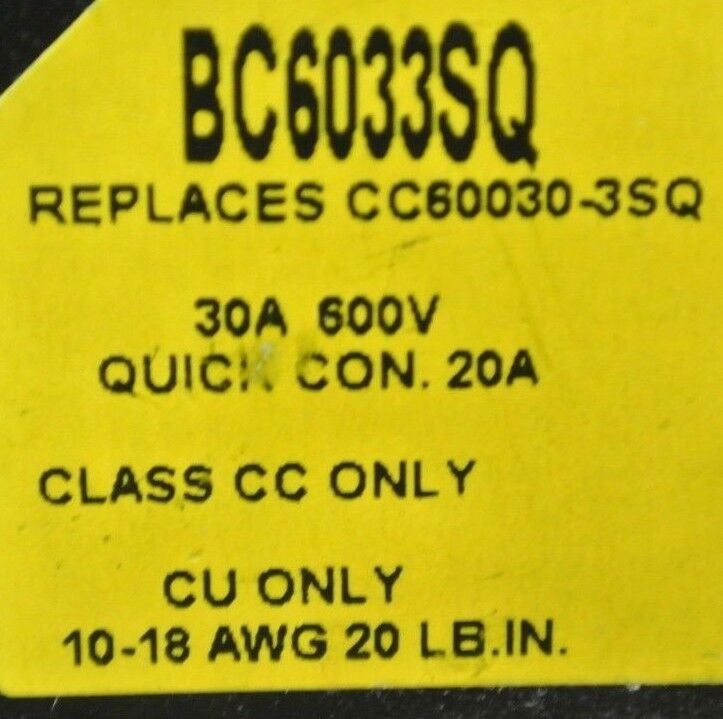 BC6033SQ
REPLACES CC60030-3SQ
30A 600V
QUICK CON. 20A
CLASS CC ONLY
CU ONLY
10-18 AWG 20 LB.IN.